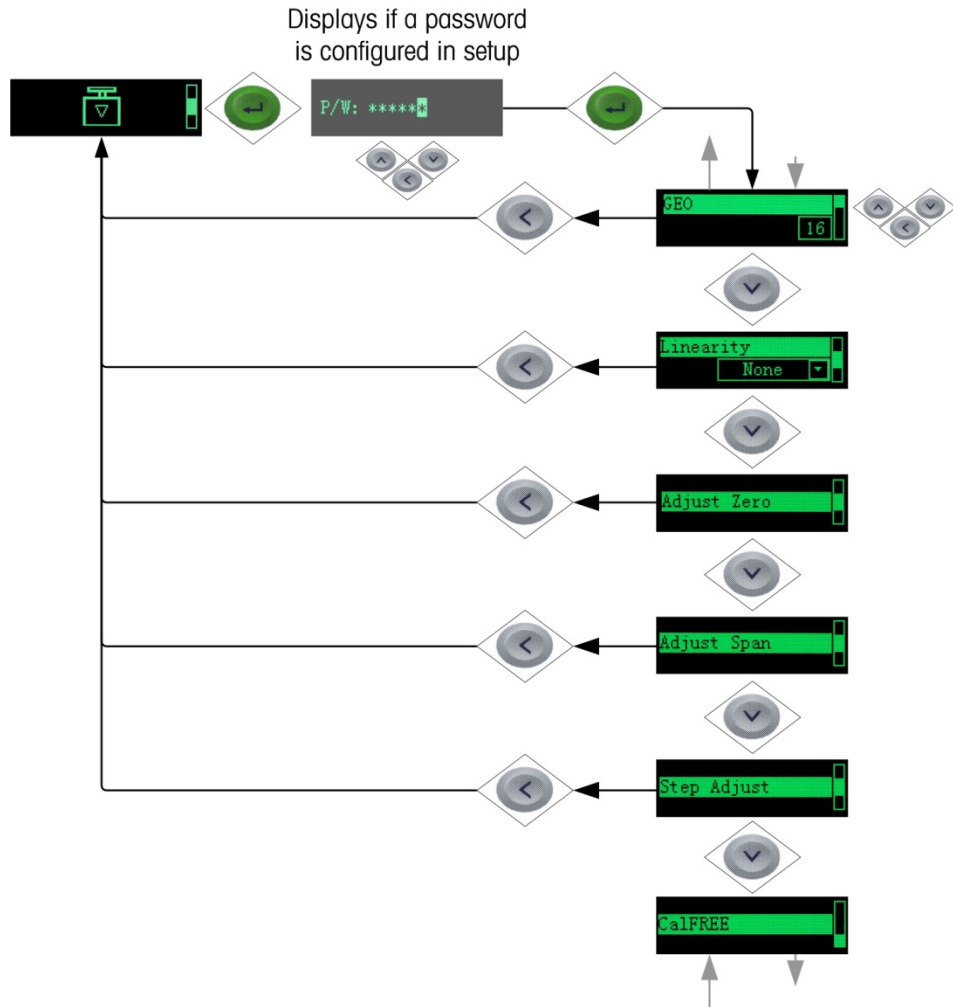 Displays if a password
is configured in setup
P/W: ******
GEO
16
Linearity
None
Adjust Zero
Adjust Span
Step Adjust
CalFREE